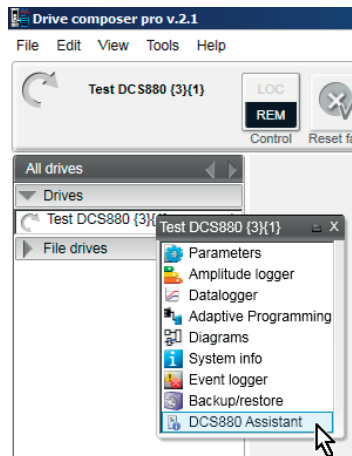 Drive composer pro v.2.1
File Edit View Tools Help
Test DCS880 {3}{1}
LOC
REM
Control Reset fa
All drives
Drives
Test DCS880 {3}{
File drives
Test DCS880 {3}{1} X
Parameters
Amplitude logger
Datalogger
Adaptive Programming
Diagrams
System info
Event logger
Backup/restore
DCS880 Assistant